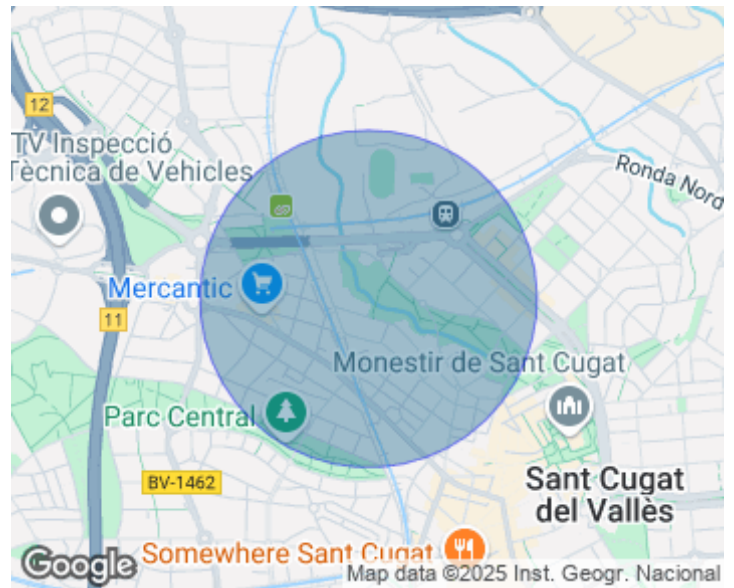 12
TV Inspecció
Tècnica de Vehicles
Ronda Nord
Mercantic
11
Monestir de Sant Cugat
Parc Central
BV-1462
Sant Cugat
del Vallès
Somewhere Sant Cugat
Google
Map data ©2025 Inst. Geogr. Nacional